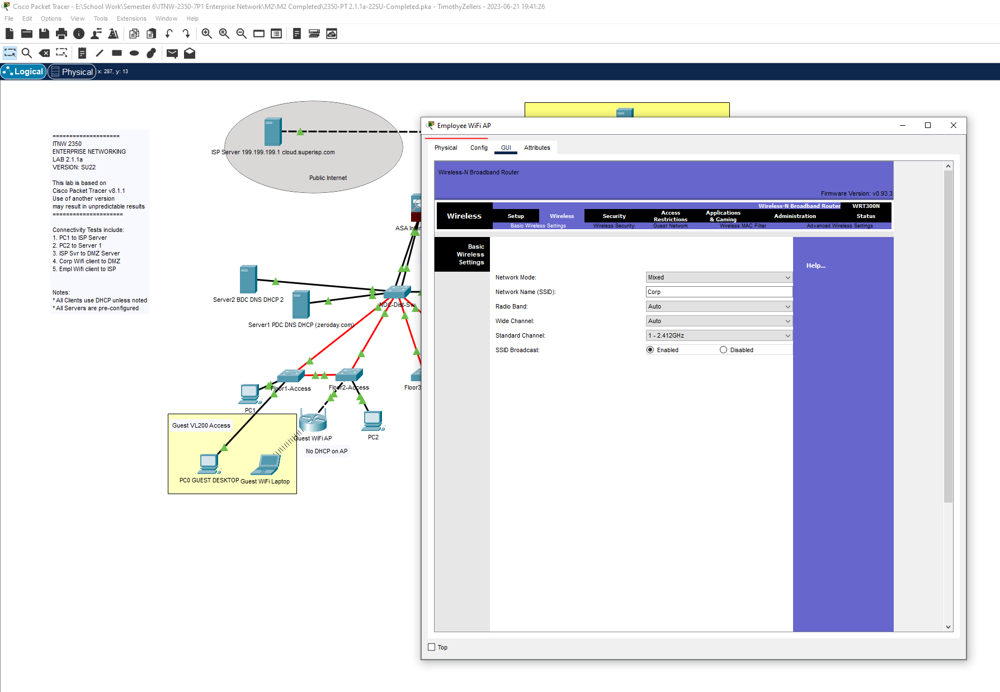 Cisco Packet Tracer - E:\School Work\Semester 6\ITNW-2350-7P1 Enterprise Network\M2\M2 Completed\2350-PT 2.1.1a-22SU-Completed.pka - TimothyZellers - 2023-06-21 19:41:26
File Edit Options View Tools Extensions Window Help
Logical Physical x: 287, y: 13
=====================
ITNW 2350
ENTERPRISE NETWORKING
LAB 2.1.1a
VERSION: SU22
This lab is based on
Cisco Packet Tracer v8.1.1
Use of another version
may result in unpredictable results
======================
Connectivity Tests include:
1. PC1 to ISP Server
2. PC2 to Server 1
3. ISP Svr to DMZ Server
4. Corp Wifi client to DMZ
5. Empl Wifi client to ISP
Notes:
* All Clients use DHCP unless noted
* All Servers are pre-configured
ISP Server 199.199.199.1 cloud.superisp.com
Public Internet
ASA Inter
Server2 BDC DNS DHCP 2
NOC-Dist-Sw
Server1 PDC DNS DHCP (zeroday.com)
Floor1-Access
Floor2-Access
Floor3
PC1
Guest VL200 Access
Guest WiFi AP
PC2
No DHCP on AP
PC0 GUEST DESKTOP
Guest WiFi Laptop
Employee WiFi AP
Physical Config GUI Attributes
Wireless-N Broadband Router
Firmware Version: v0.93.3
Wireless-N Broadband Router WRT300N
Wireless
Setup Wireless Security Access Restrictions Applications & Gaming Administration Status
Basic Wireless Settings Wireless Security Guest Network Wireless MAC Filter Advanced Wireless Settings
Basic
Wireless
Settings
Help...
Network Mode: Mixed
Network Name (SSID): Corp
Radio Band: Auto
Wide Channel: Auto
Standard Channel: 1 - 2.412GHz
SSID Broadcast: Enabled Disabled
Top